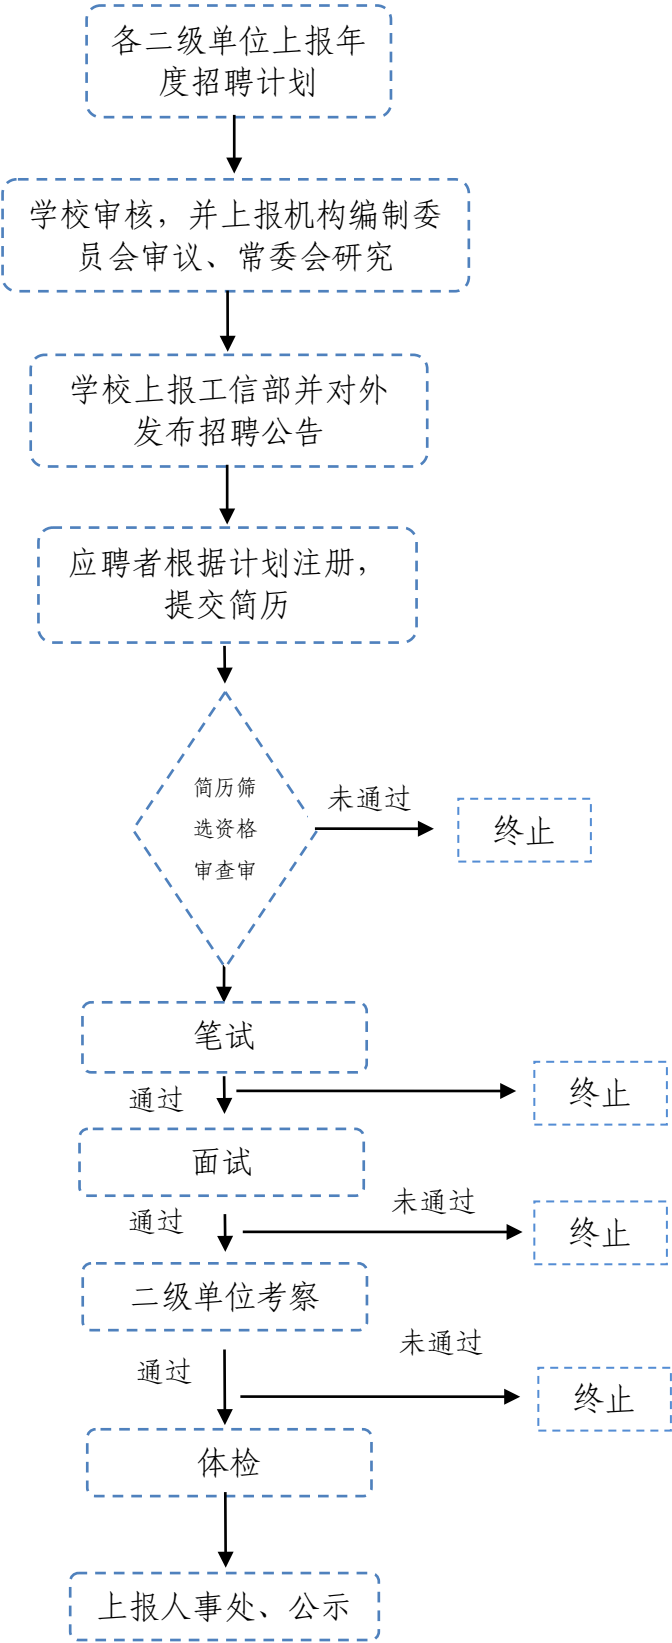 各二级单位上报年
度招聘计划
学校审核，并上报机构编制委
员会审议、常委会研究
学校上报工信部并对外
发布招聘公告
应聘者根据计划注册，
提交简历
简历筛
选资格
审查审
未通过
终止
笔试
通过
终止
面试
通过
未通过
终止
二级单位考察
通过
未通过
终止
体检
上报人事处、公示